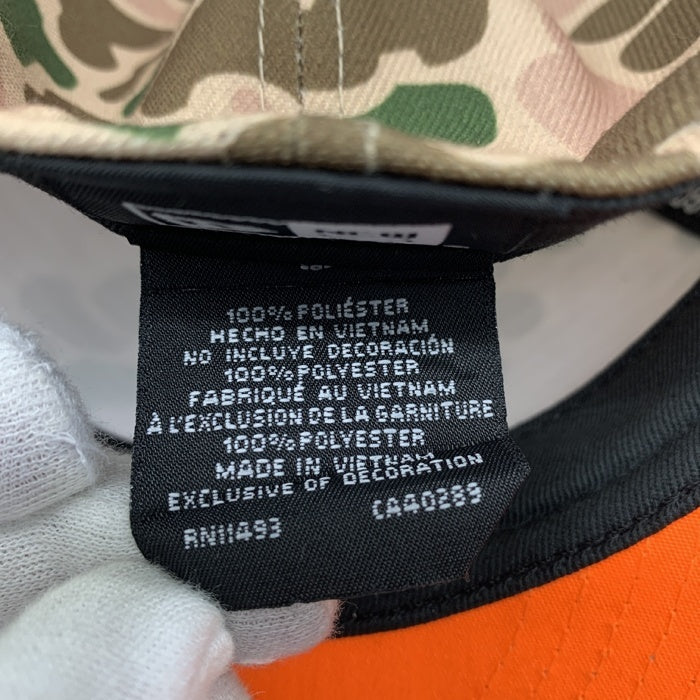 100% POLIÉSTER
HECHO EN VIETNAM
NO INCLUYE DECORACIÓN
100% POLYESTER
FABRIQUÉ AU VIETNAM
À L'EXCLUSION DE LA GARNITURE
100% POLYESTER
MADE IN VIETNAM
EXCLUSIVE OF DECORATION
RN11493 CA40289